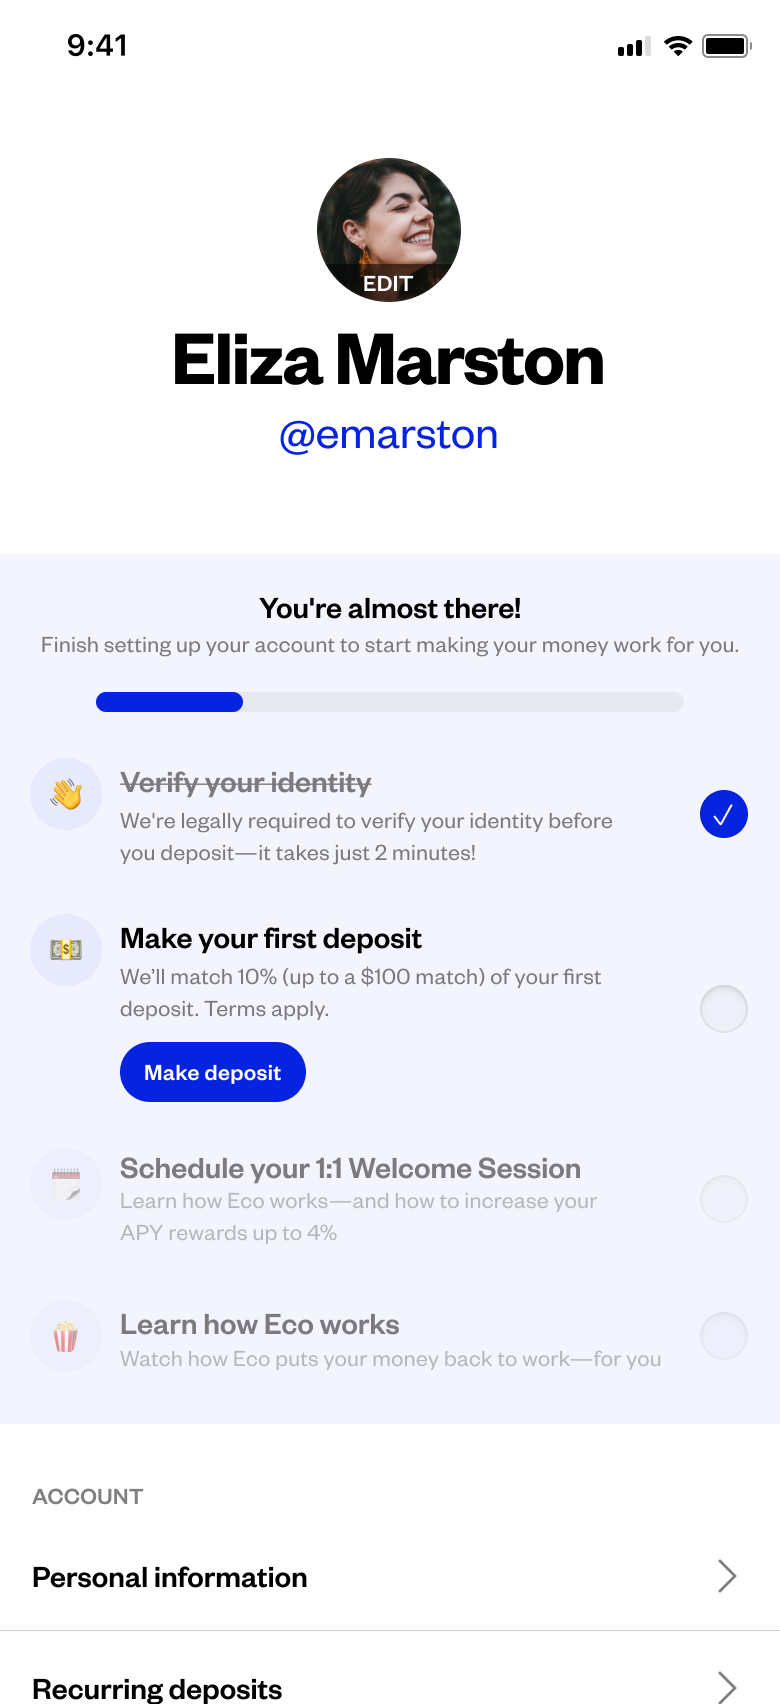 9:41
EDIT
Eliza Marston
@emarston
You're almost there!
Finish setting up your account to start making your money work for you.
Verify your identity
We're legally required to verify your identity before
you deposit—it takes just 2 minutes!
Make your first deposit
We’ll match 10% (up to a $100 match) of your first
deposit. Terms apply.
Make deposit
Schedule your 1:1 Welcome Session
Learn how Eco works—and how to increase your
APY rewards up to 4%
Learn how Eco works
Watch how Eco puts your money back to work—for you
ACCOUNT
Personal information
Recurring deposits